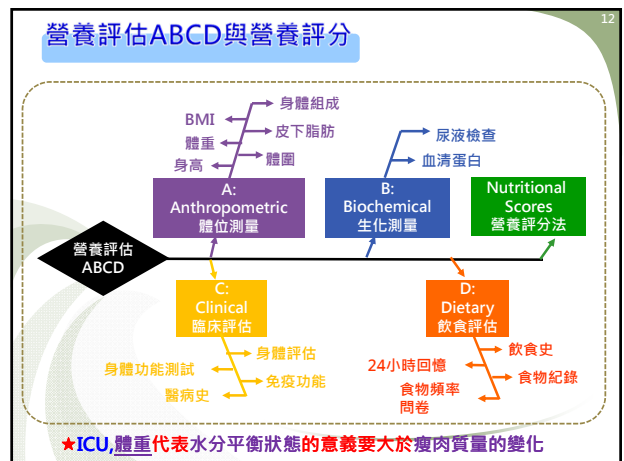 12
營養評估ABCD與營養評分
身體組成
BMI
皮下脂肪
體重
體圍
身高
尿液檢查
血清蛋白
A:
Anthropometric
體位測量
B:
Biochemical
生化測量
Nutritional
Scores
營養評分法
營養評估
ABCD
C:
Clinical
臨床評估
D:
Dietary
飲食評估
身體評估
身體功能測試
免疫功能
醫病史
飲食史
24小時回憶
食物紀錄
食物頻率
問卷
★ICU,體重代表水分平衡狀態的意義要大於瘦肉質量的變化